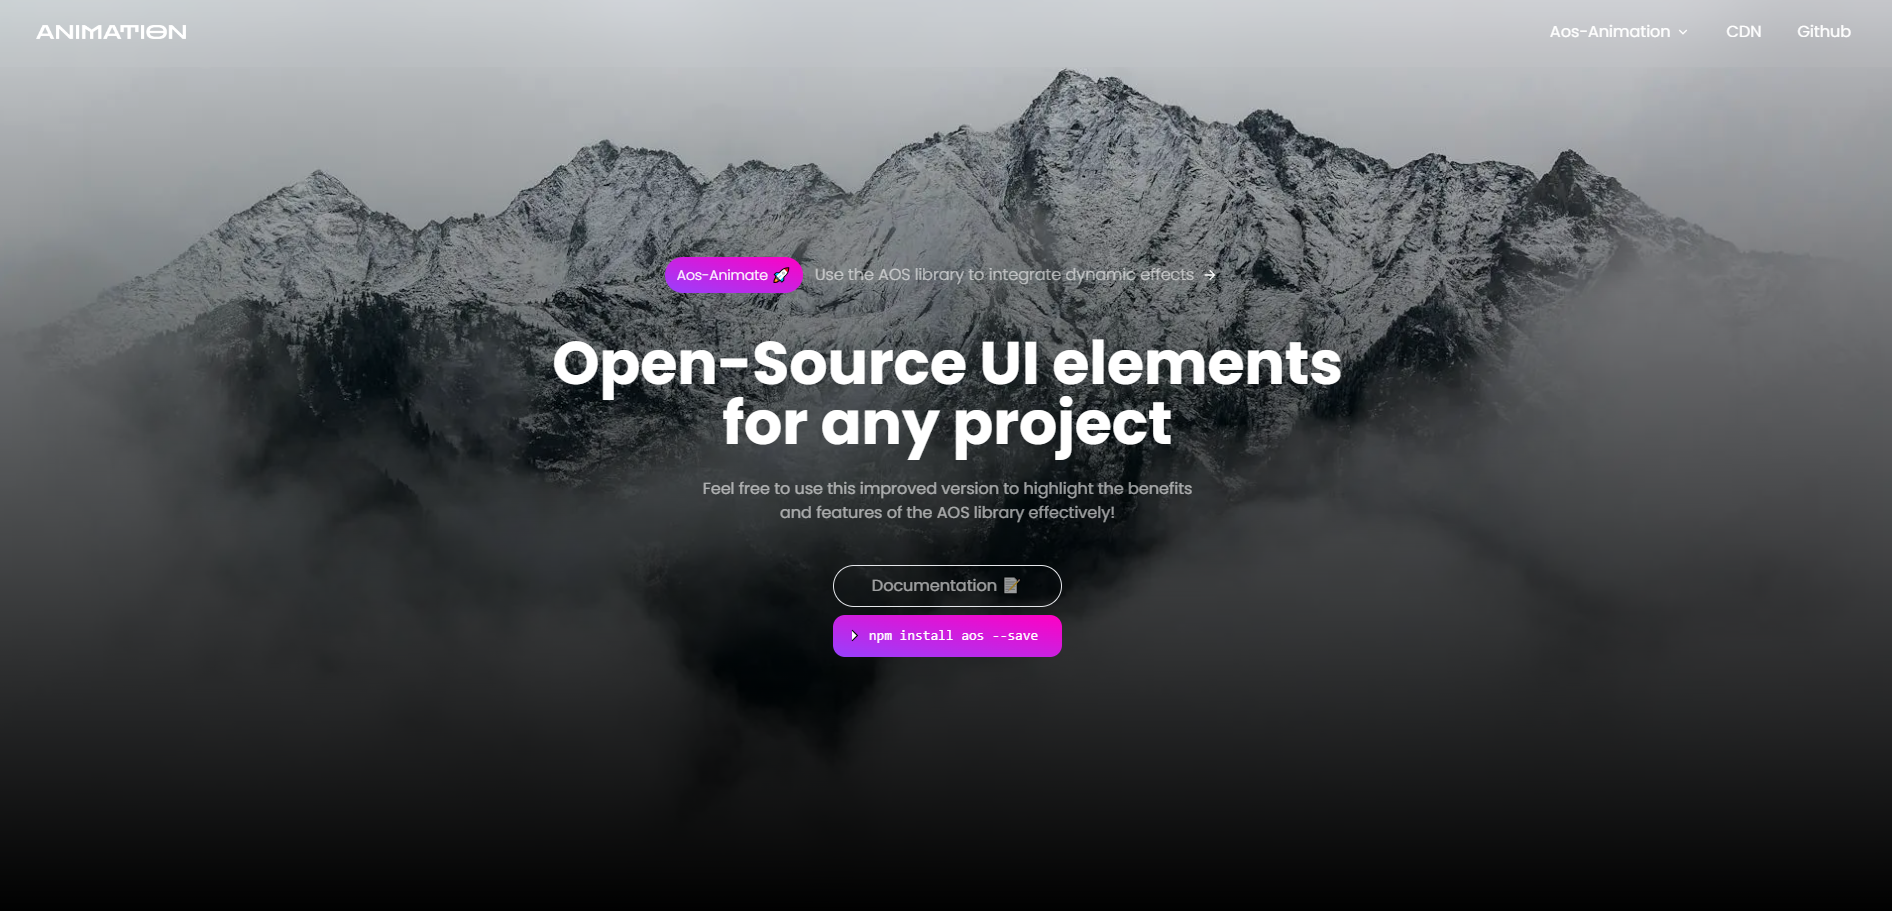 ANIMATION
Aos-Animation
CDN
Github
Aos-Animate 🚀
Use the AOS library to integrate dynamic effects →
Open-Source UI elements
for any project
Feel free to use this improved version to highlight the benefits
and features of the AOS library effectively!
Documentation 📝
npm install aos --save